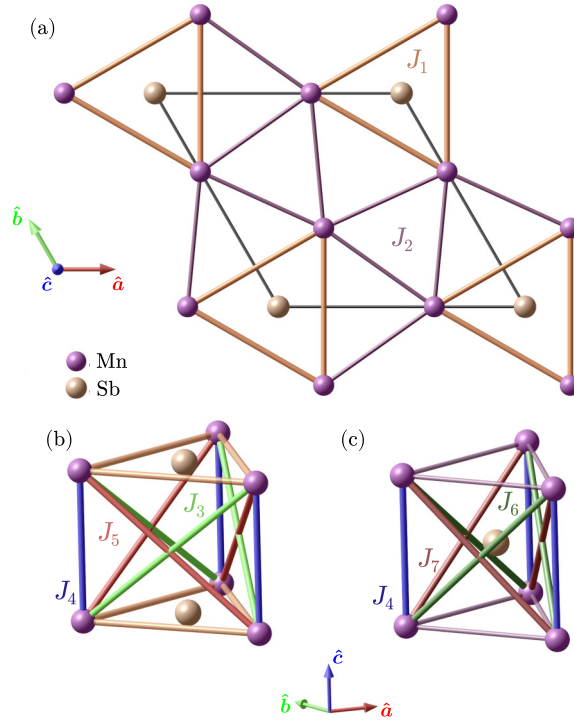 (a)
J₁
J₂
b̂
ĉ
â
Mn
Sb
(b)
(c)
J₃
J₅
J₄
J₆
J₇
J₄
ĉ
b̂
â